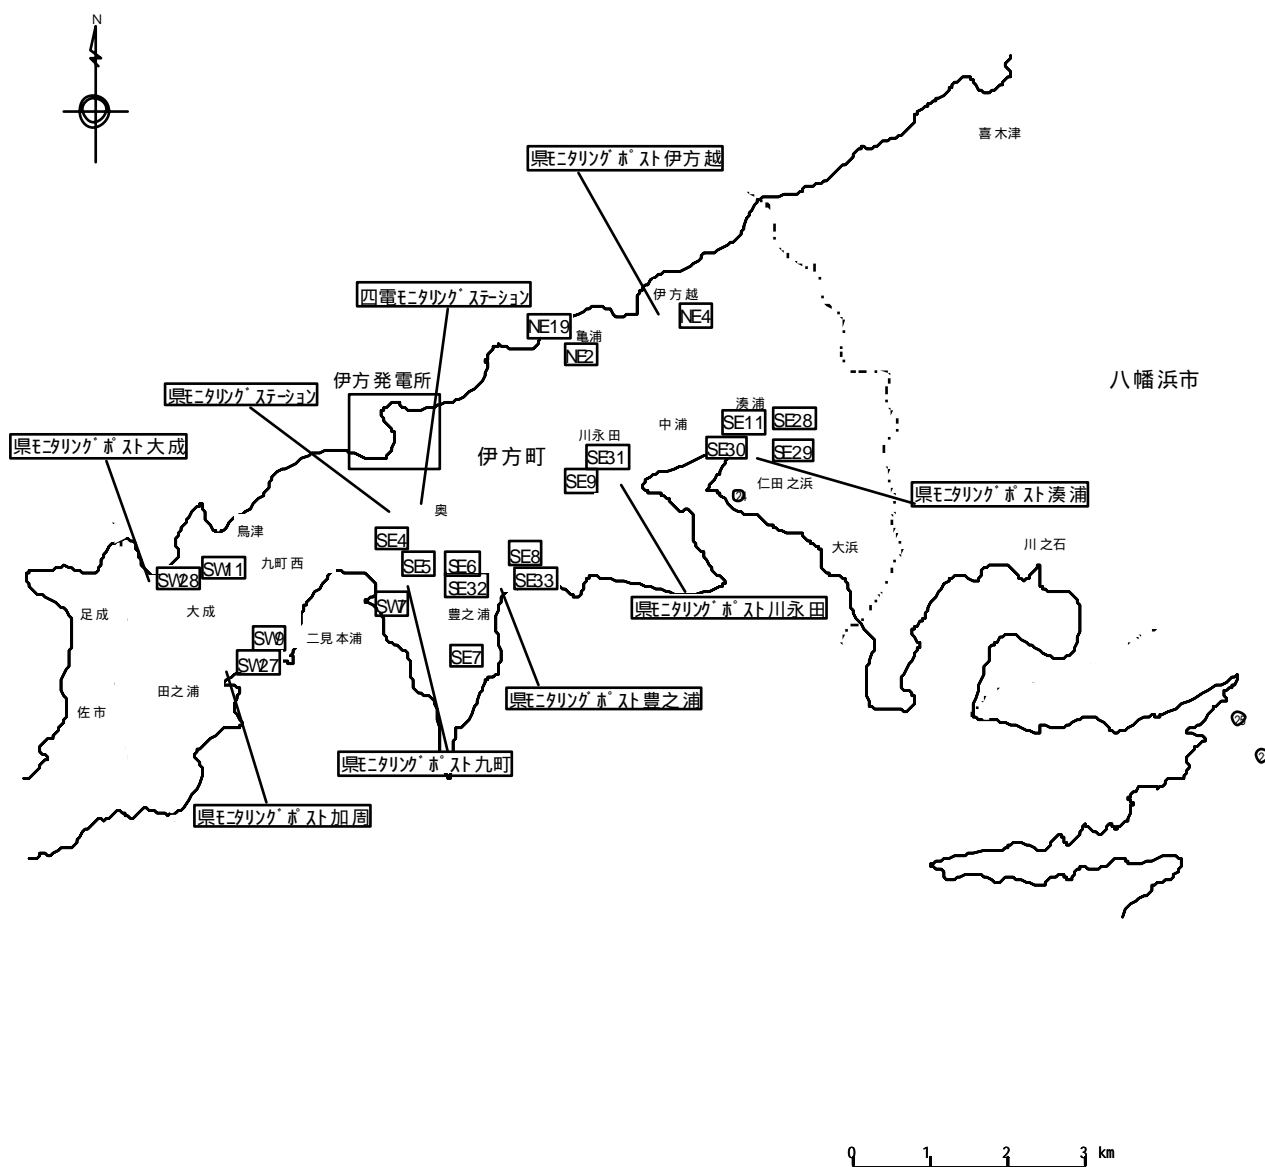 N
喜木津
県モニタリングポスト伊方越
四電モニタリングステーション
伊方越
NE4
NE19
亀浦
NE2
伊方発電所
県モニタリングステーション
八幡浜市
湊浦
SE11
SE28
中浦
県モニタリングポスト大成
川永田
SE30
SE29
伊方町
SE31
SE9
仁田之浜
県モニタリングポスト湊浦
奥
鳥津
SE4
大浜
川之石
九町西
SE8
SW11
SE5
SE6
SW28
SE33
SE32
足成
大成
SW7
豊之浦
県モニタリングポスト川永田
SW9
二見本浦
SE7
SW27
田之浦
県モニタリングポスト豊之浦
佐市
県モニタリングポスト九町
県モニタリングポスト加周
0 1 2 3 km